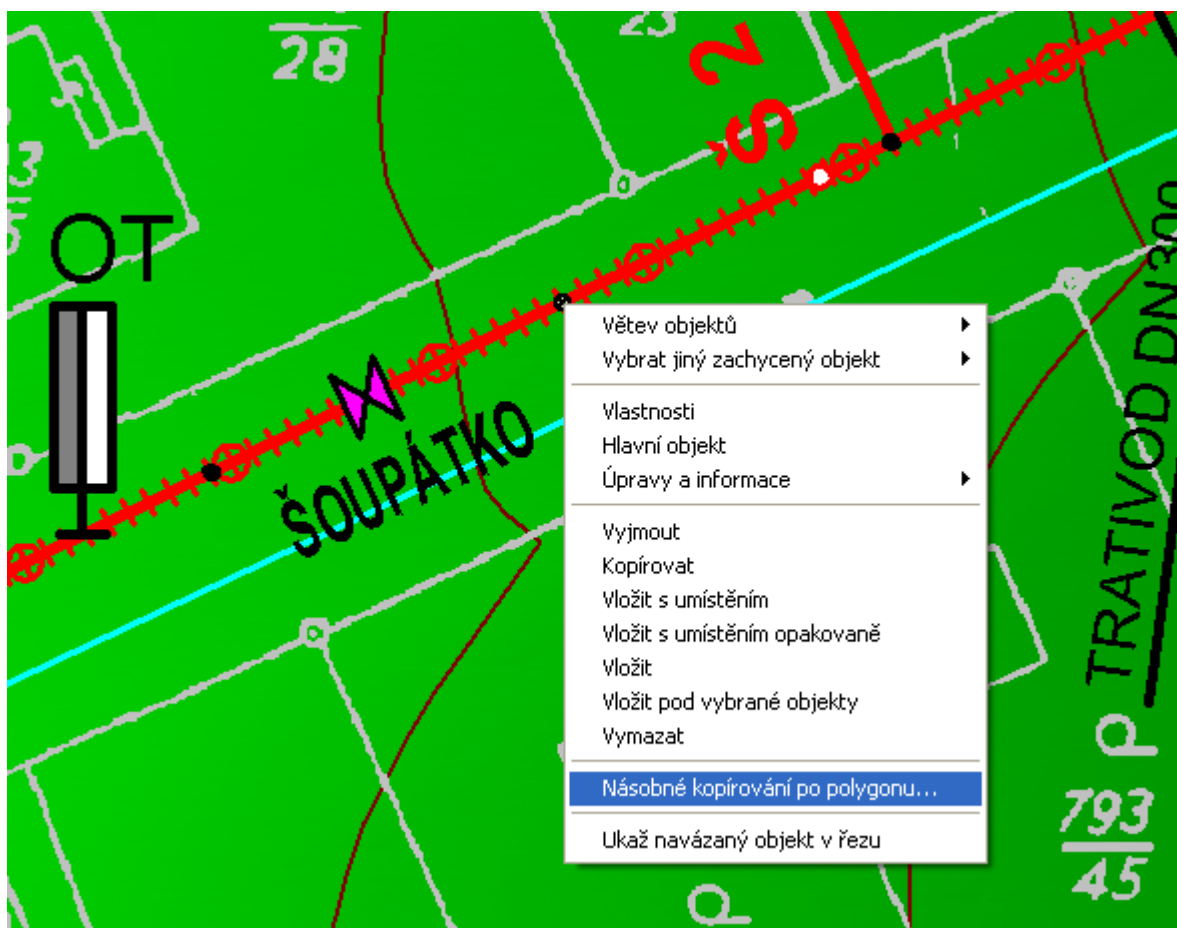 28
23
Š 2
13
OT
ŠOUPÁTKO
TRATIVOD DN300
Větev objektů
Vybrat jiný zachycený objekt
Vlastnosti
Hlavní objekt
Úpravy a informace
Vyjmout
Kopírovat
Vložit s umístěním
Vložit s umístěním opakovaně
Vložit
Vložit pod vybrané objekty
Vymazat
Násobné kopírování po polygonu...
Ukaž navázaný objekt v řezu
793
45